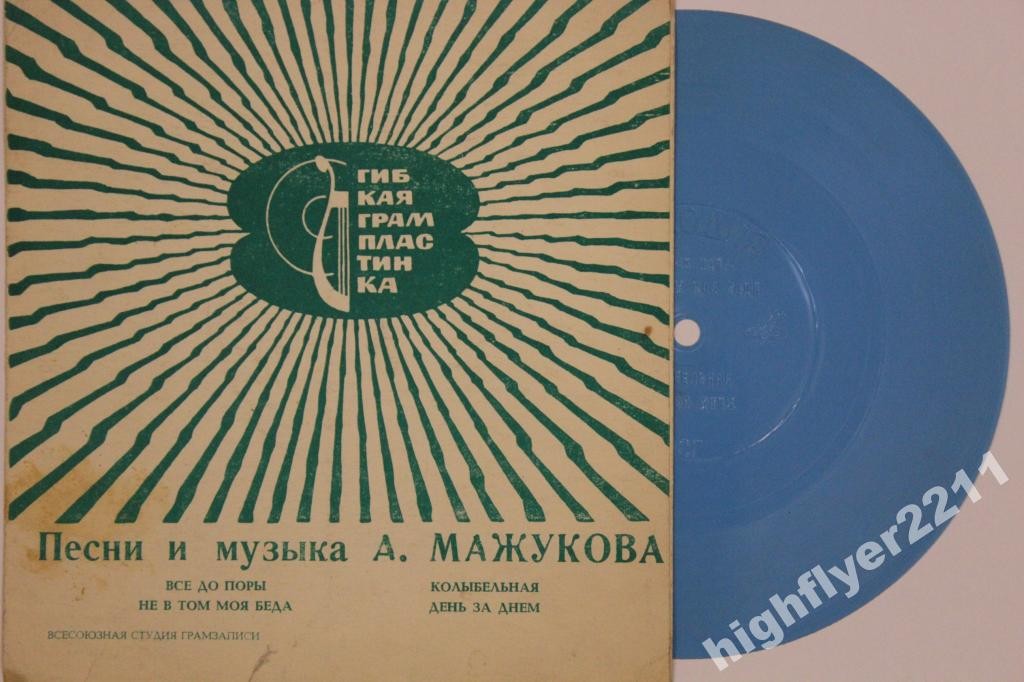 ГИБ
КАЯ
ГРАМ
ПЛАС
ТИН
КА
Песни и музыка А. МАЖУКОВА
ВСЕ ДО ПОРЫ
НЕ В ТОМ МОЯ БЕДА
КОЛЫБЕЛЬНАЯ
ДЕНЬ ЗА ДНЕМ
ВСЕСОЮЗНАЯ СТУДИЯ ГРАМЗАПИСИ
highflyer2211